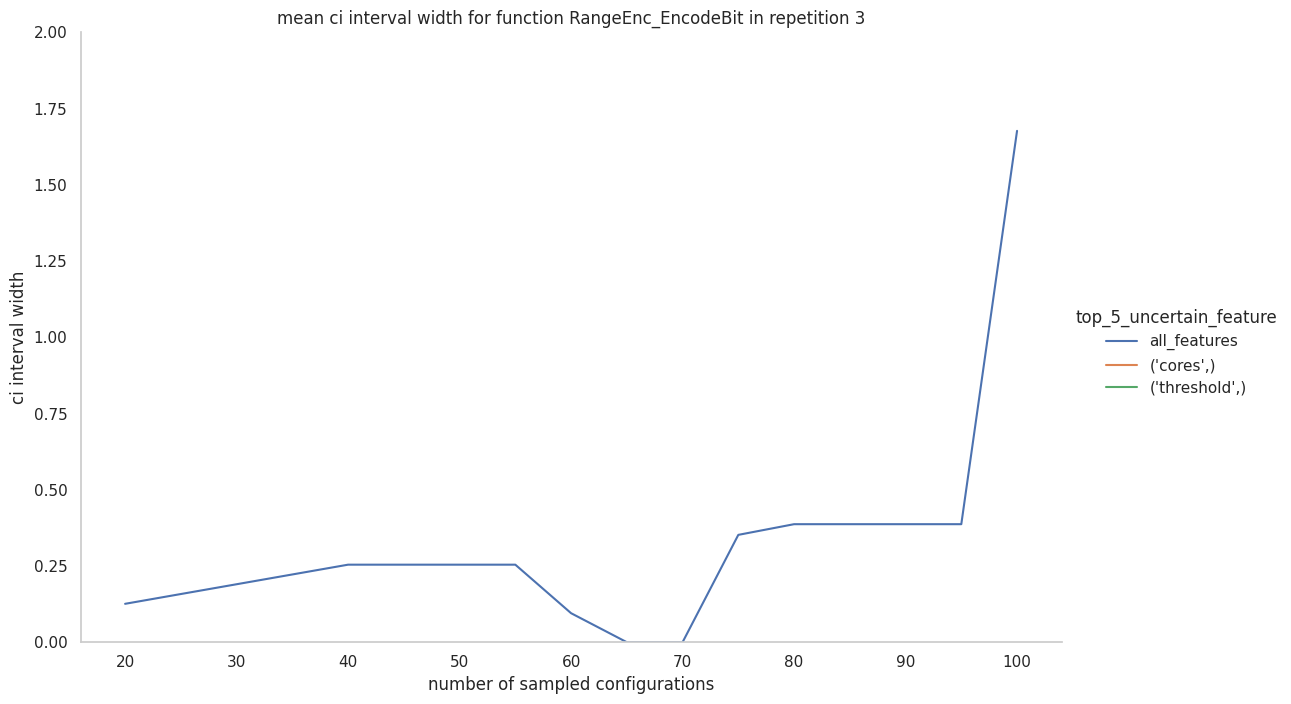 mean ci interval width for function RangeEnc_EncodeBit in repetition 3
2.00
1.75
1.50
1.25
1.00
0.75
0.50
0.25
0.00
ci interval width
20 30 40 50 60 70 80 90 100
number of sampled configurations
top_5_uncertain_feature
all_features
('cores',)
('threshold',)